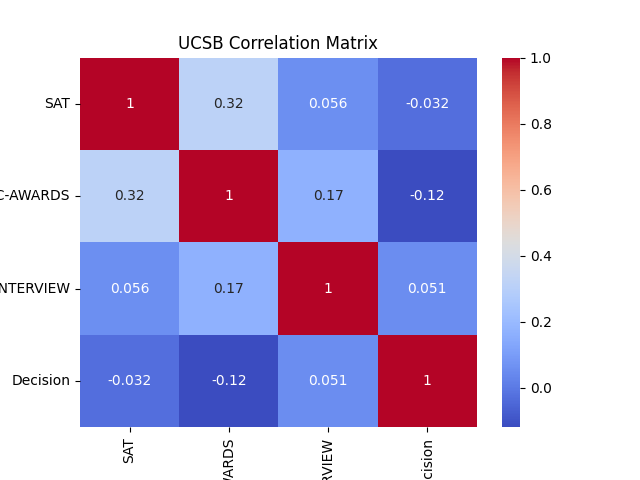 UCSB Correlation Matrix
SAT 1 0.32 0.056 -0.032
C-AWARDS 0.32 1 0.17 -0.12
NTERVIEW 0.056 0.17 1 0.051
Decision -0.032 -0.12 0.051 1
SAT WARDS RVIEW cision
1.0
0.8
0.6
0.4
0.2
0.0